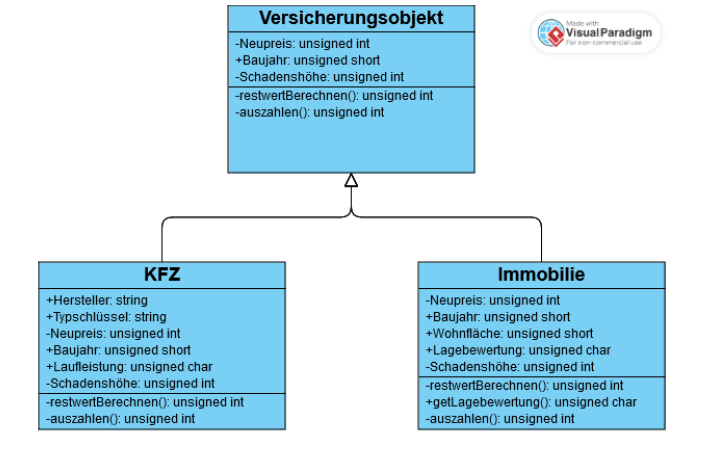 Versicherungsobjekt
-Neupreis: unsigned int
+Baujahr: unsigned short
-Schadenshöhe: unsigned int
-restwertBerechnen(): unsigned int
-auszahlen(): unsigned int
Made with
VisualParadigm
For non-commercial use
KFZ
+Hersteller: string
+Typschlüssel: string
-Neupreis: unsigned int
+Baujahr: unsigned short
+Laufleistung: unsigned char
-Schadenshöhe: unsigned int
-restwertBerechnen(): unsigned int
-auszahlen(): unsigned int
Immobilie
-Neupreis: unsigned int
+Baujahr: unsigned short
+Wohnfläche: unsigned short
+Lagebewertung: unsigned char
-Schadenshöhe: unsigned int
-restwertBerechnen(): unsigned int
+getLagebewertung(): unsigned char
-auszahlen(): unsigned int